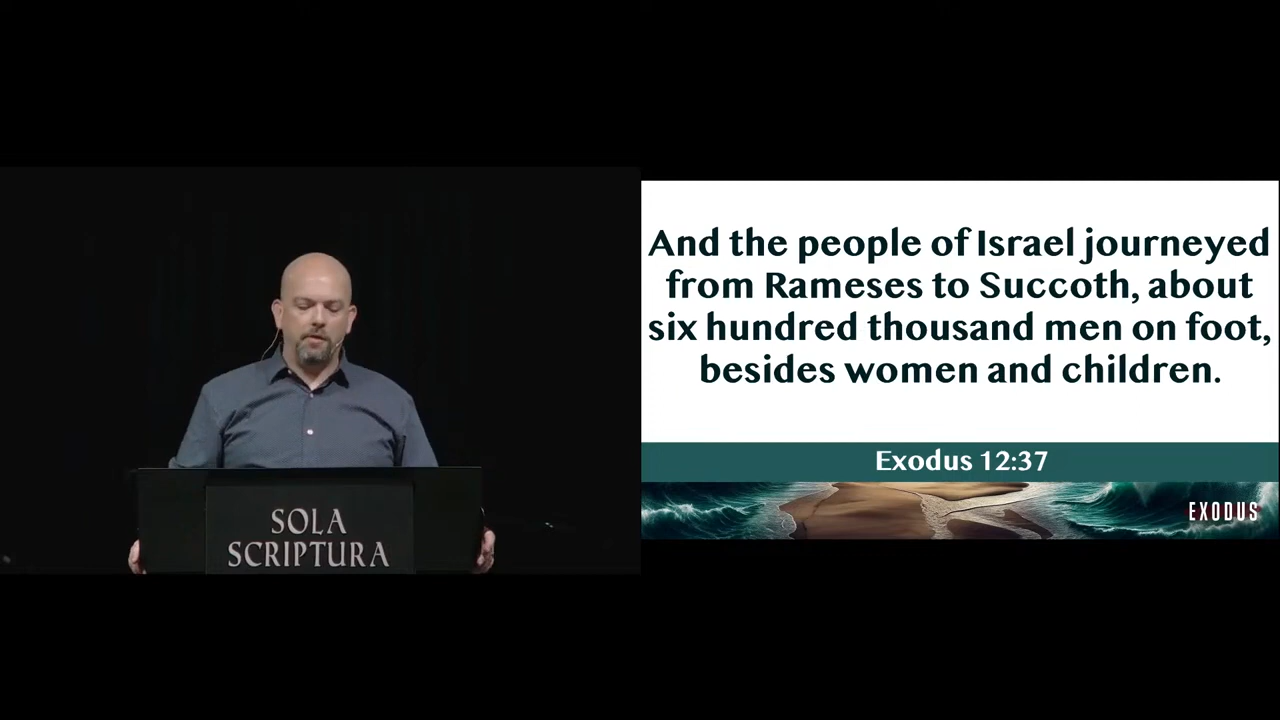 SOLA
SCRIPTURA
And the people of Israel journeyed
from Rameses to Succoth, about
six hundred thousand men on foot,
besides women and children.
Exodus 12:37
EXODUS